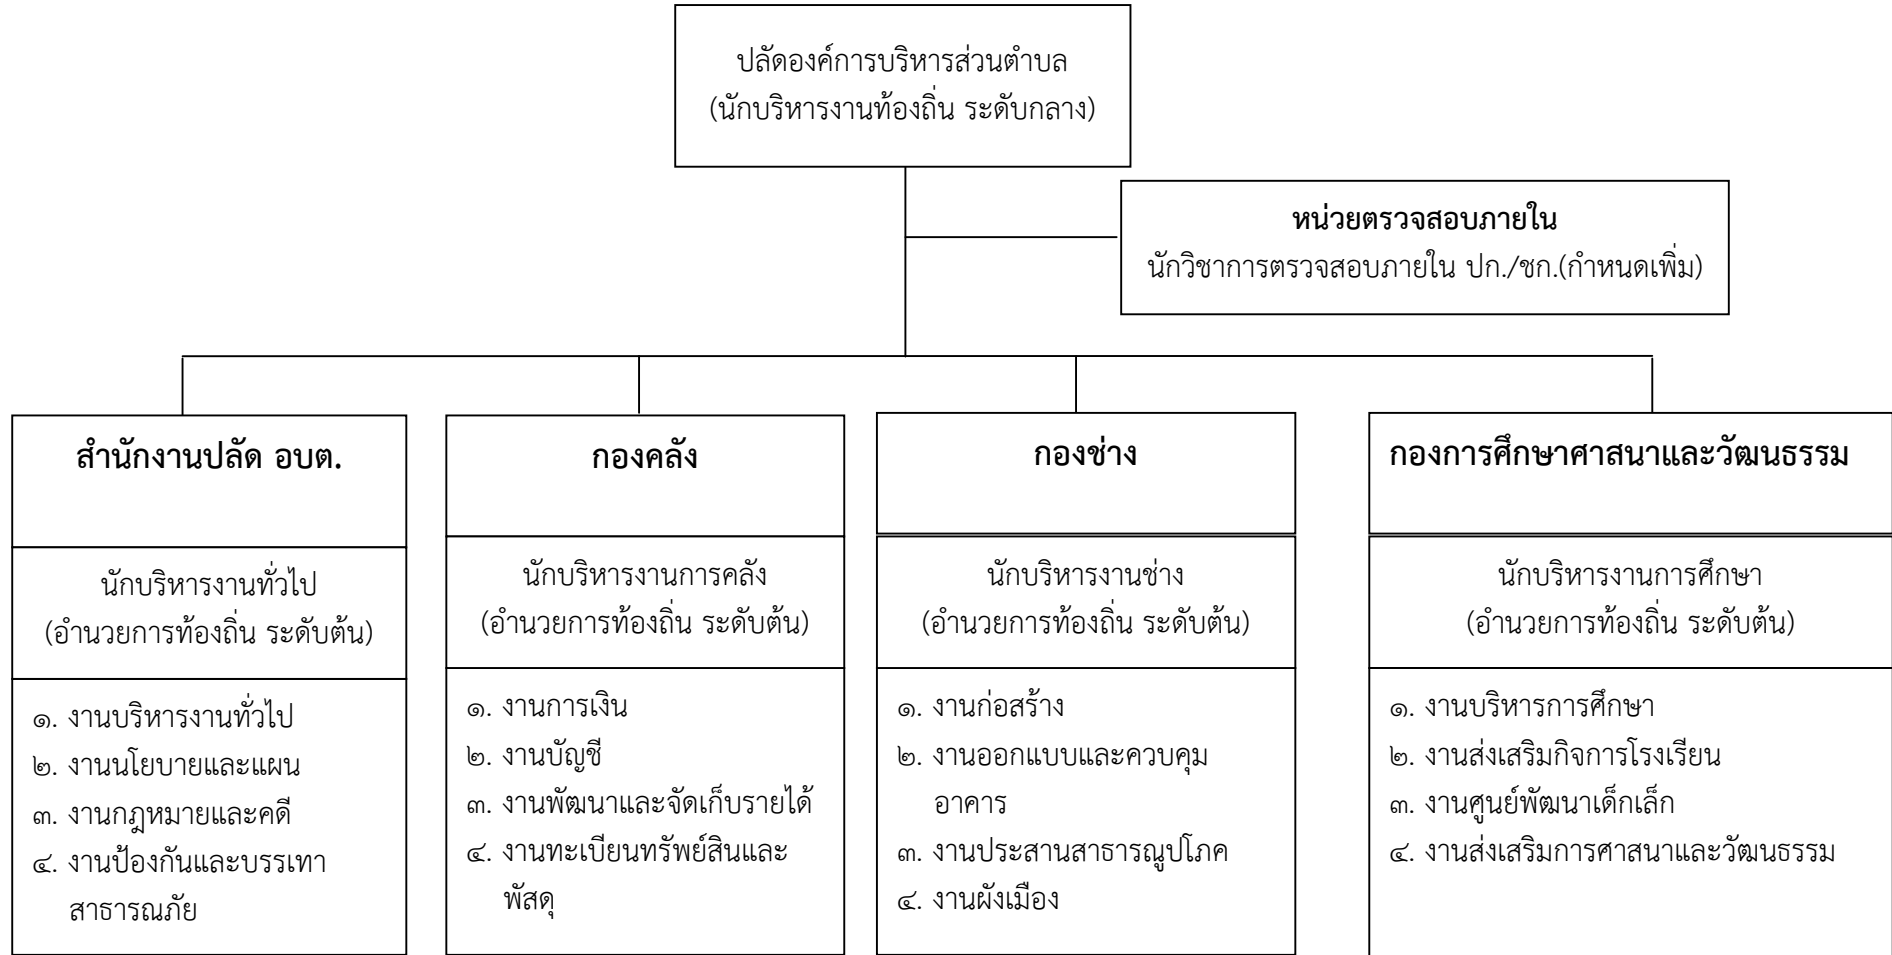 ปลัดองค์การบริหารส่วนตำบล
(นักบริหารงานท้องถิ่น ระดับกลาง)
หน่วยตรวจสอบภายใน
นักวิชาการตรวจสอบภายใน ปก./ชก.(กำหนดเพิ่ม)
สำนักงานปลัด อบต.
นักบริหารงานทั่วไป
(อำนวยการท้องถิ่น ระดับต้น)
๑. งานบริหารงานทั่วไป
๒. งานนโยบายและแผน
๓. งานกฎหมายและคดี
๔. งานป้องกันและบรรเทา
สาธารณภัย
กองคลัง
นักบริหารงานการคลัง
(อำนวยการท้องถิ่น ระดับต้น)
๑. งานการเงิน
๒. งานบัญชี
๓. งานพัฒนาและจัดเก็บรายได้
๔. งานทะเบียนทรัพย์สินและ
พัสดุ
กองช่าง
นักบริหารงานช่าง
(อำนวยการท้องถิ่น ระดับต้น)
๑. งานก่อสร้าง
๒. งานออกแบบและควบคุม
อาคาร
๓. งานประสานสาธารณูปโภค
๔. งานผังเมือง
กองการศึกษาศาสนาและวัฒนธรรม
นักบริหารงานการศึกษา
(อำนวยการท้องถิ่น ระดับต้น)
๑. งานบริหารการศึกษา
๒. งานส่งเสริมกิจการโรงเรียน
๓. งานศูนย์พัฒนาเด็กเล็ก
๔. งานส่งเสริมการศาสนาและวัฒนธรรม